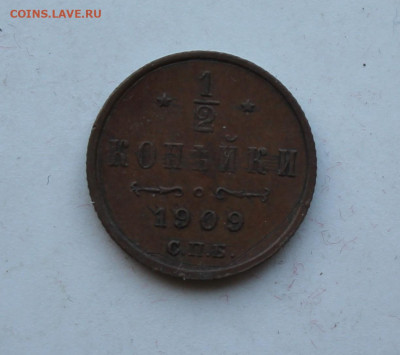 COINS.LAVE.RU
1/2
КОПѢЙКИ
1909
С.П.Б.